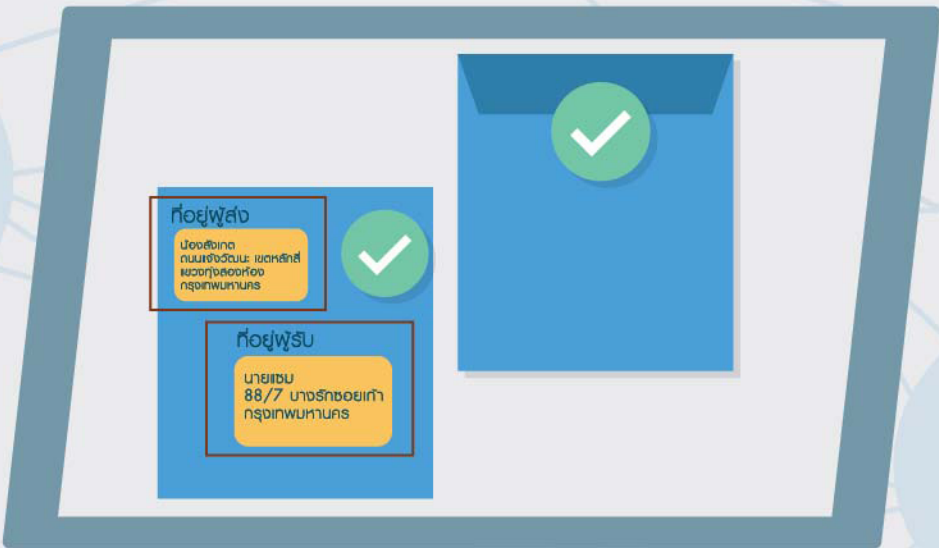 ที่อยู่ผู้ส่ง
น้องสังเกต
ถนนแจ้งวัฒนะ เขตหลักสี่
แขวงทุ่งสองห้อง
กรุงเทพมหานคร
ที่อยู่ผู้รับ
นายแซม
88/7 บางรักซอยเก้า
กรุงเทพมหานคร